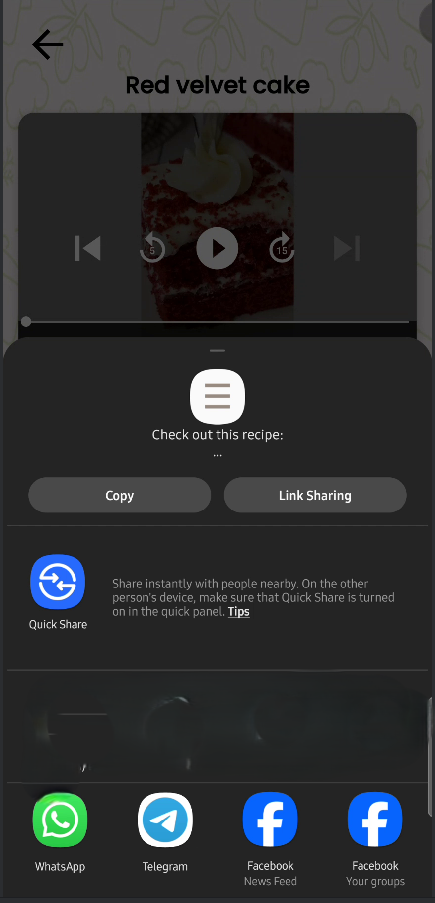 Red velvet cake
5
15
Check out this recipe:
...
Copy
Link Sharing
Share instantly with people nearby. On the other
person's device, make sure that Quick Share is turned
on in the quick panel. Tips
Quick Share
WhatsApp
Telegram
Facebook
News Feed
Facebook
Your groups